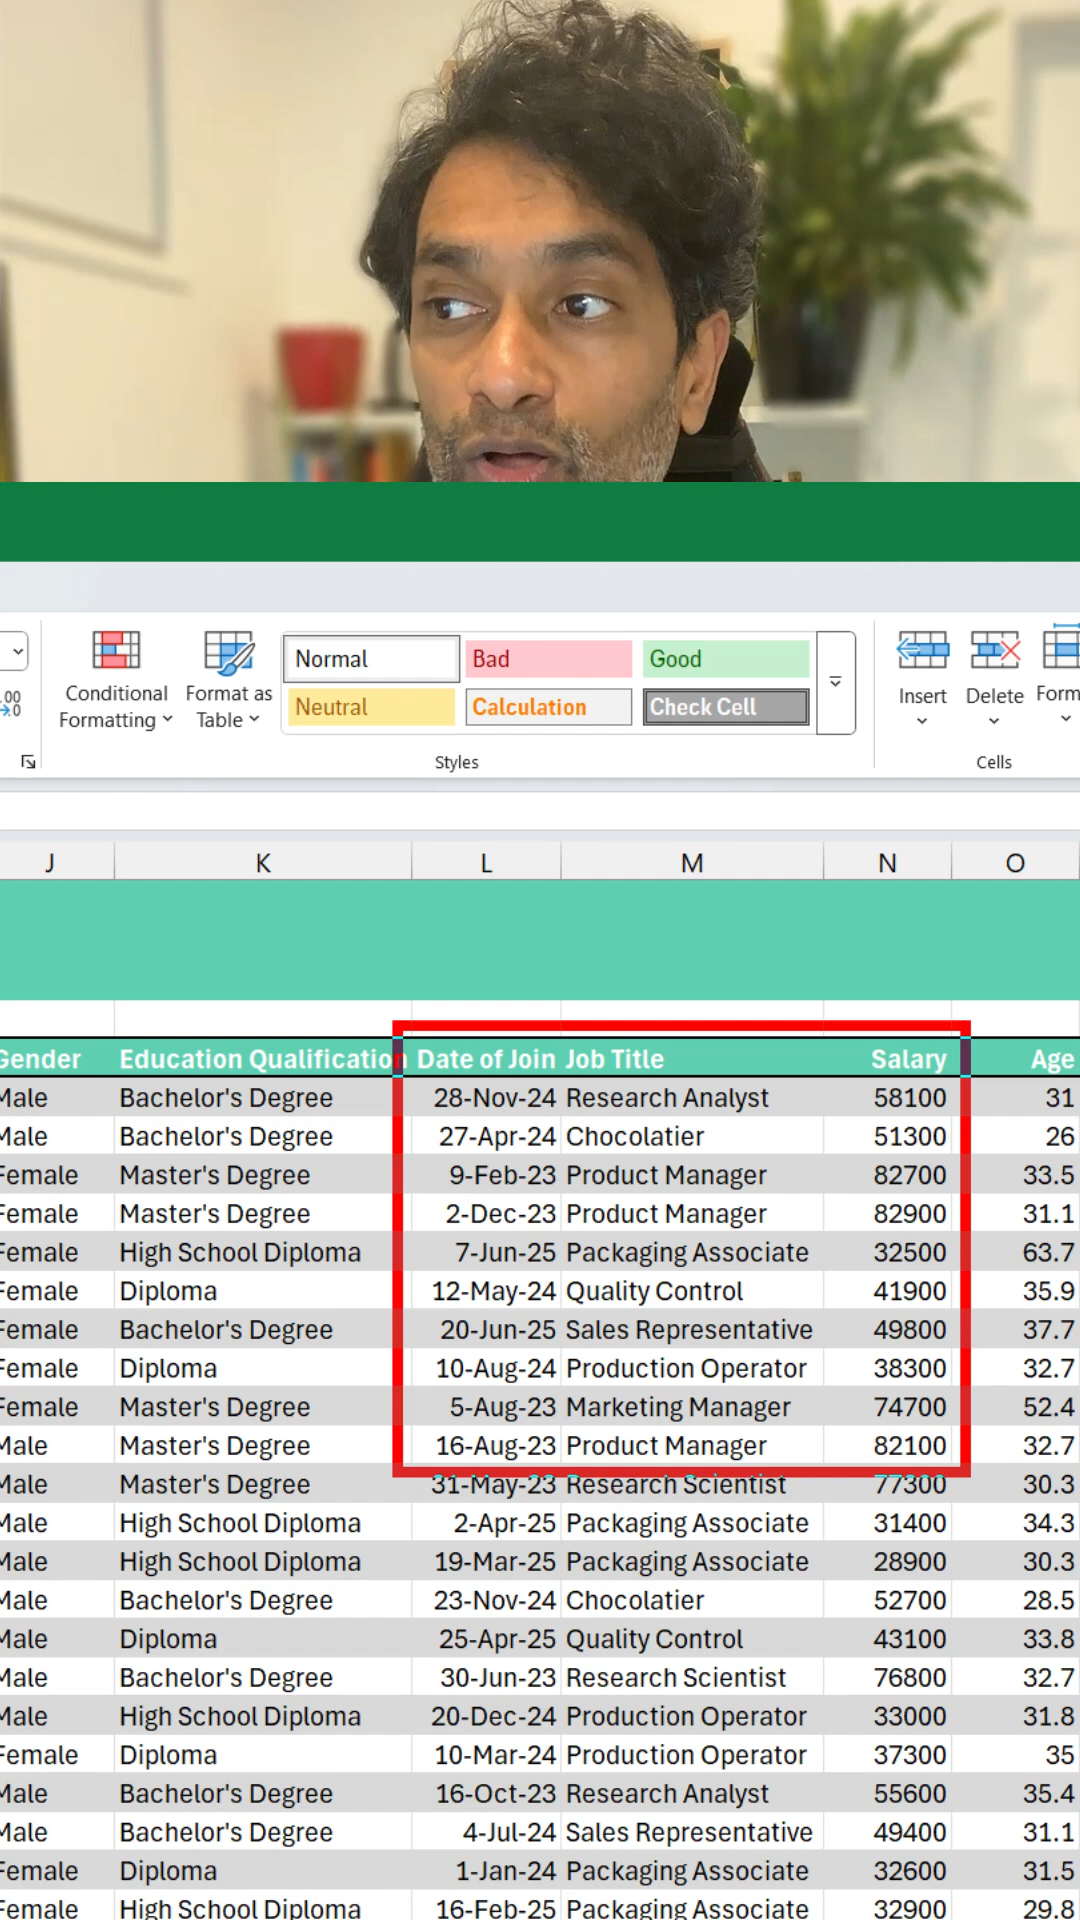 .00
→.0
Conditional
Formatting
Format as
Table
Normal
Bad
Good
Neutral
Calculation
Check Cell
Insert
Delete
Form
Styles
Cells
J K L M N O
Gender Education Qualification Date of Join Job Title Salary Age
Male Bachelor's Degree 28-Nov-24 Research Analyst 58100 31
Male Bachelor's Degree 27-Apr-24 Chocolatier 51300 26
Female Master's Degree 9-Feb-23 Product Manager 82700 33.5
Female Master's Degree 2-Dec-23 Product Manager 82900 31.1
Female High School Diploma 7-Jun-25 Packaging Associate 32500 63.7
Female Diploma 12-May-24 Quality Control 41900 35.9
Female Bachelor's Degree 20-Jun-25 Sales Representative 49800 37.7
Female Diploma 10-Aug-24 Production Operator 38300 32.7
Female Master's Degree 5-Aug-23 Marketing Manager 74700 52.4
Male Master's Degree 16-Aug-23 Product Manager 82100 32.7
Male Master's Degree 31-May-23 Research Scientist 77300 30.3
Male High School Diploma 2-Apr-25 Packaging Associate 31400 34.3
Male High School Diploma 19-Mar-25 Packaging Associate 28900 30.3
Male Bachelor's Degree 23-Nov-24 Chocolatier 52700 28.5
Male Diploma 25-Apr-25 Quality Control 43100 33.8
Male Bachelor's Degree 30-Jun-23 Research Scientist 76800 32.7
Male High School Diploma 20-Dec-24 Production Operator 33000 31.8
Female Diploma 10-Mar-24 Production Operator 37300 35
Male Bachelor's Degree 16-Oct-23 Research Analyst 55600 35.4
Male Bachelor's Degree 4-Jul-24 Sales Representative 49400 31.1
Female Diploma 1-Jan-24 Packaging Associate 32600 31.5
Female High School Diploma 16-Feb-25 Packaging Associate 32900 29.8